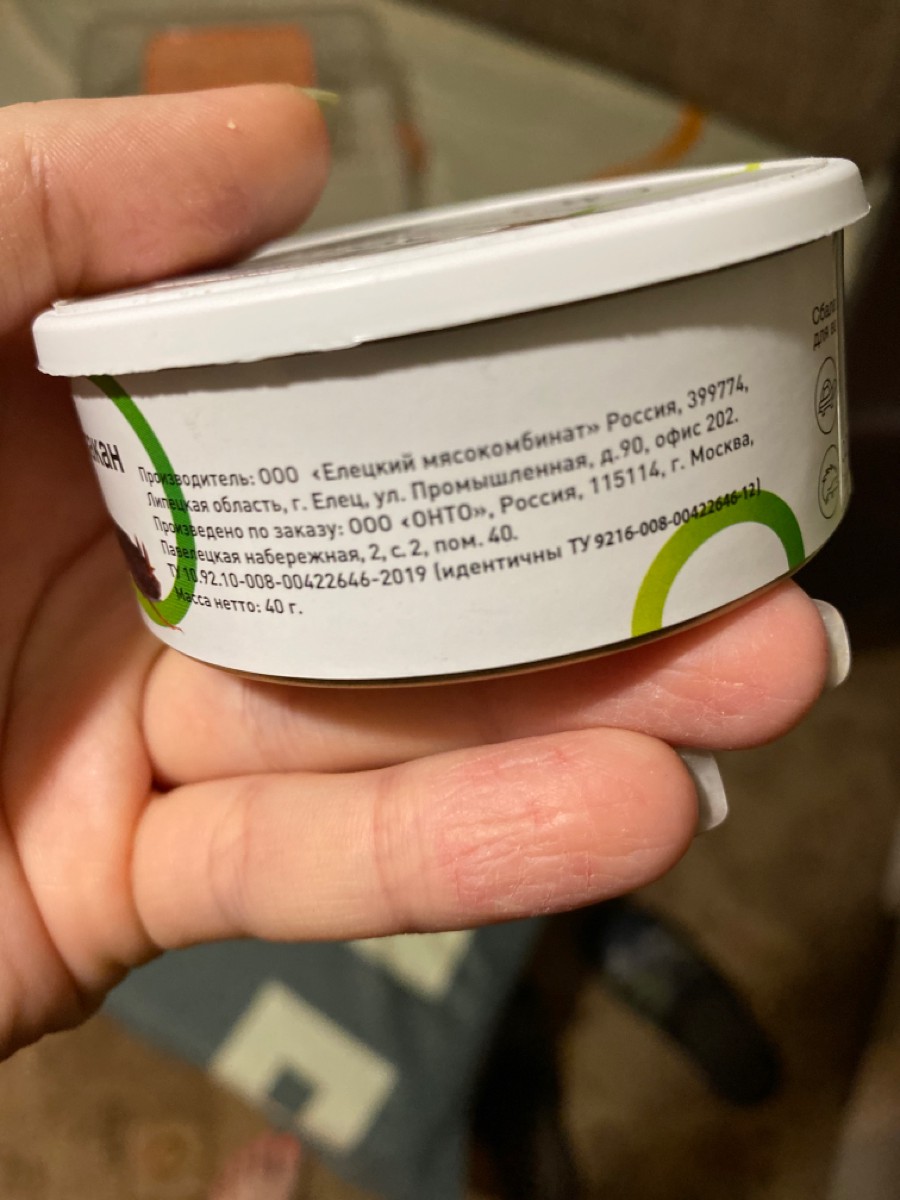 Производитель: ООО «Елецкий мясокомбинат» Россия, 399774,
Липецкая область, г. Елец, ул. Промышленная, д.90, офис 202.
Произведено по заказу: ООО «ОНТО», Россия, 115114, г. Москва,
Павелецкая набережная, 2, с. 2, пом. 40.
ТУ 10.92.10-008-00422646-2019 (идентичны ТУ 9216-008-00422646-12)
Масса нетто: 40 г.
для